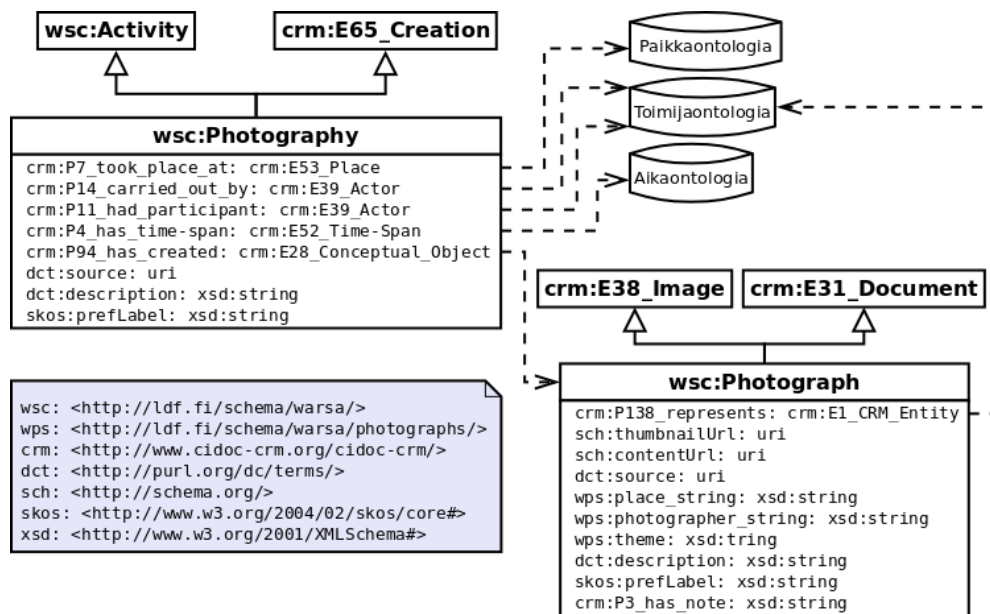 wsc:Activity
crm:E65_Creation
Paikkaontologia
Toimijaontologia
Aikaontologia
wsc:Photography
crm:P7_took_place_at: crm:E53_Place
crm:P14_carried_out_by: crm:E39_Actor
crm:P11_had_participant: crm:E39_Actor
crm:P4_has_time-span: crm:E52_Time-Span
crm:P94_has_created: crm:E28_Conceptual_Object
dct:source: uri
dct:description: xsd:string
skos:prefLabel: xsd:string
crm:E38_Image
crm:E31_Document
wsc:Photograph
crm:P138_represents: crm:E1_CRM_Entity
sch:thumbnailUrl: uri
sch:contentUrl: uri
dct:source: uri
wps:place_string: xsd:string
wps:photographer_string: xsd:string
wps:theme: xsd:tring
dct:description: xsd:string
skos:prefLabel: xsd:string
crm:P3_has_note: xsd:string
wsc: <http://ldf.fi/schema/warsa/>
wps: <http://ldf.fi/schema/warsa/photographs/>
crm: <http://www.cidoc-crm.org/cidoc-crm/>
dct: <http://purl.org/dc/terms/>
sch: <http://schema.org/>
skos: <http://www.w3.org/2004/02/skos/core#>
xsd: <http://www.w3.org/2001/XMLSchema#>